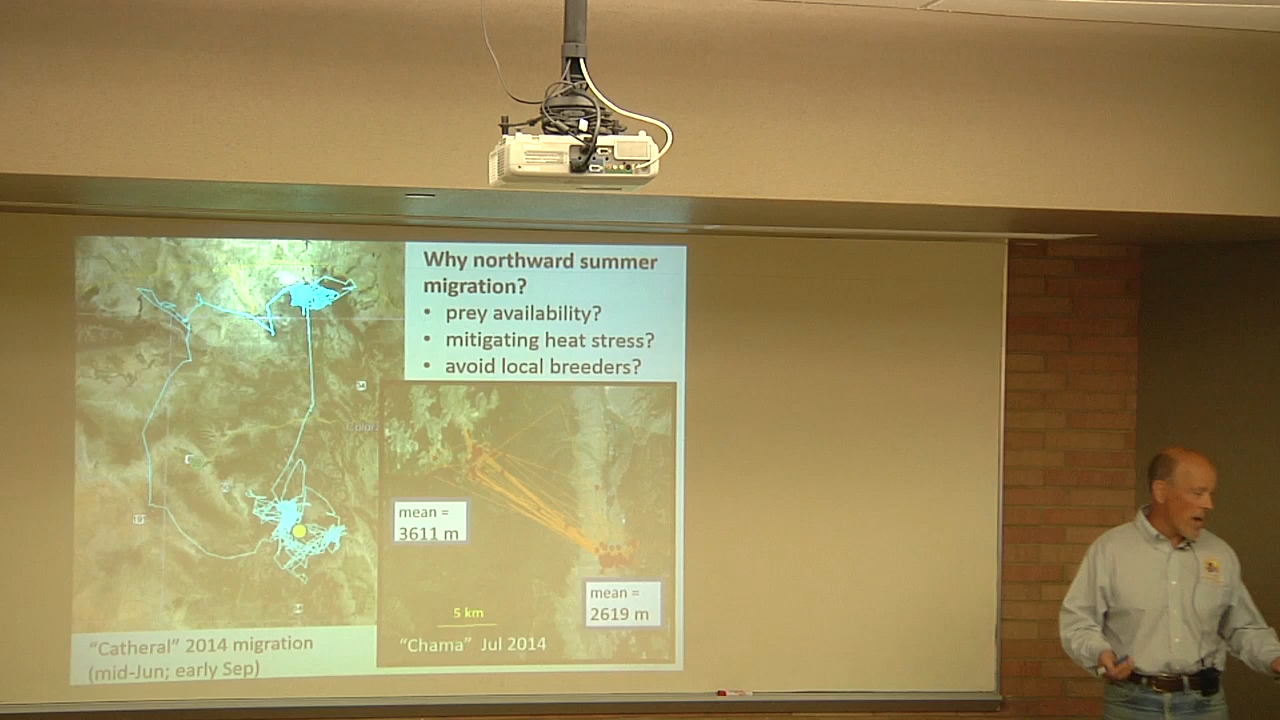 Why northward summer
migration?
• prey availability?
• mitigating heat stress?
• avoid local breeders?
mean =
3611 m
mean =
2619 m
5 km
"Catheral" 2014 migration
(mid-Jun; early Sep)
"Chama" Jul 2014